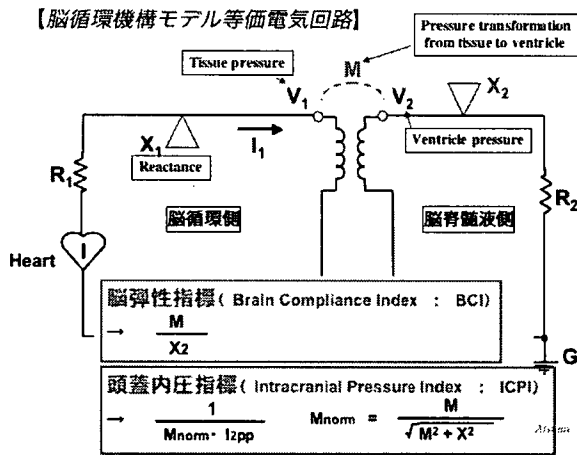 【脳循環機構モデル等価電気回路】
Pressure transformation
from tissue to ventricle
Tissue pressure
M
V1
V2
X2
X1
I1
Ventricle pressure
Reactance
R1
R2
脳循環側
脳脊髄液側
Heart
I
脳弾性指標( Brain Compliance Index : BCI)
→ M
X2
G
頭蓋内圧指標( Intracranial Pressure Index : ICPI)
→ 1
Mnorm· I2pp
Mnorm = M
√M² + X²